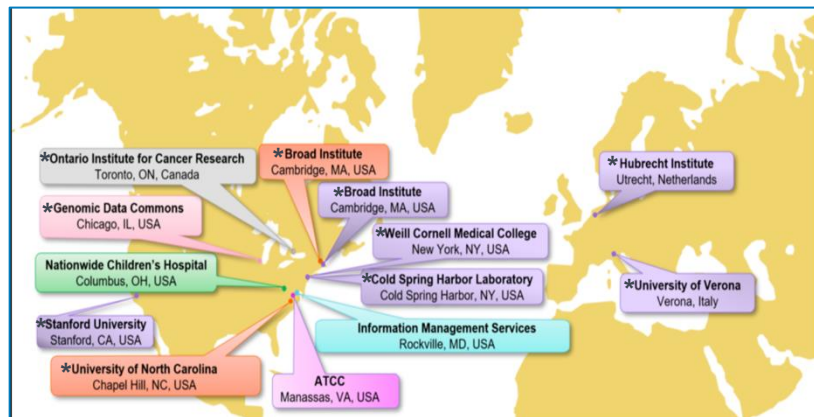 *Ontario Institute for Cancer Research
Toronto, ON, Canada
*Broad Institute
Cambridge, MA, USA
*Hubrecht Institute
Utrecht, Netherlands
*Broad Institute
Cambridge, MA, USA
*Genomic Data Commons
Chicago, IL, USA
*Weill Cornell Medical College
New York, NY, USA
Nationwide Children's Hospital
Columbus, OH, USA
*Cold Spring Harbor Laboratory
Cold Spring Harbor, NY, USA
*University of Verona
Verona, Italy
*Stanford University
Stanford, CA, USA
Information Management Services
Rockville, MD, USA
*University of North Carolina
Chapel Hill, NC, USA
ATCC
Manassas, VA, USA